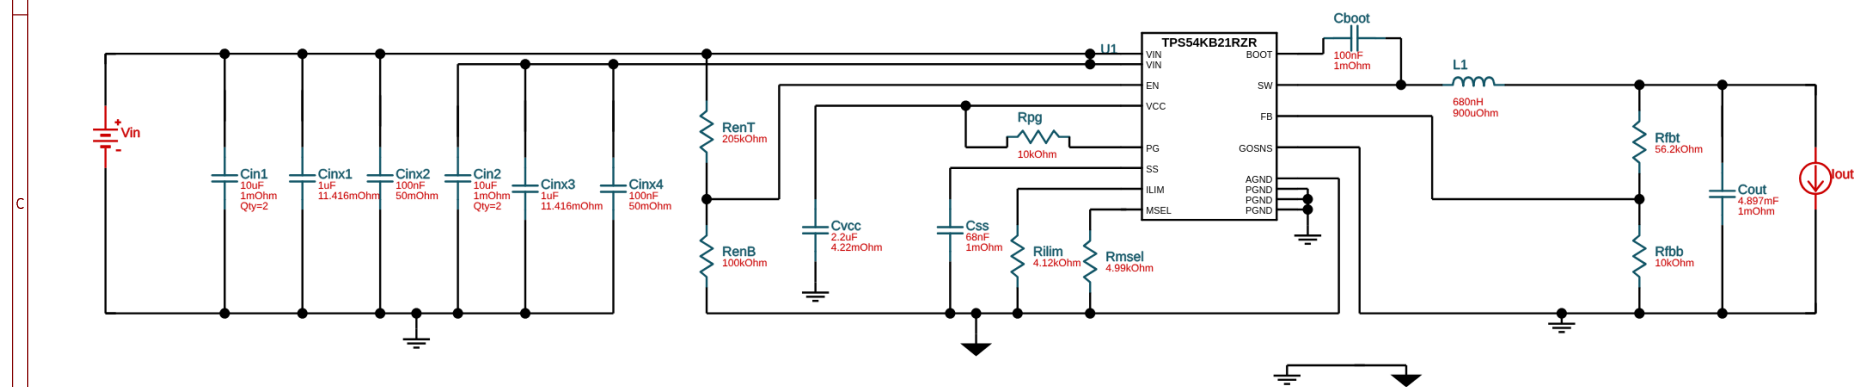 C
Vin
+
-
Cin1
10uF
1mOhm
Qty=2
Cinx1
1uF
11.416mOhm
Cinx2
100nF
50mOhm
Cin2
10uF
1mOhm
Qty=2
Cinx3
1uF
11.416mOhm
Cinx4
100nF
50mOhm
RenT
205kOhm
RenB
100kOhm
Cvcc
2.2uF
4.22mOhm
Rpg
10kOhm
Css
68nF
1mOhm
Rilim
4.12kOhm
Rmsel
4.99kOhm
U1
TPS54KB21RZR
VIN
VIN
EN
VCC
PG
SS
ILIM
MSEL
BOOT
SW
FB
GOSNS
AGND
PGND
PGND
PGND
Cboot
100nF
1mOhm
L1
680nH
900uOhm
Rfbt
56.2kOhm
Rfbb
10kOhm
Cout
4.897mF
1mOhm
Iout